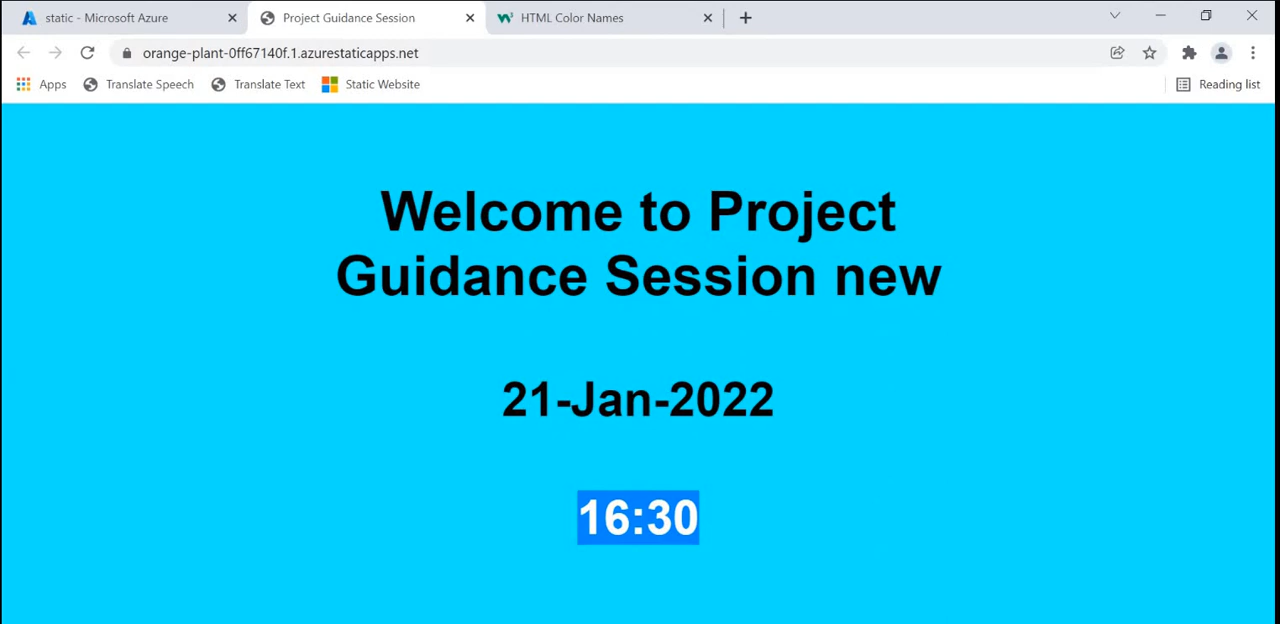 static - Microsoft Azure
Project Guidance Session
HTML Color Names
orange-plant-0ff67140f.1.azurestaticapps.net
Apps
Translate Speech
Translate Text
Static Website
Reading list
Welcome to Project
Guidance Session new
21-Jan-2022
16:30